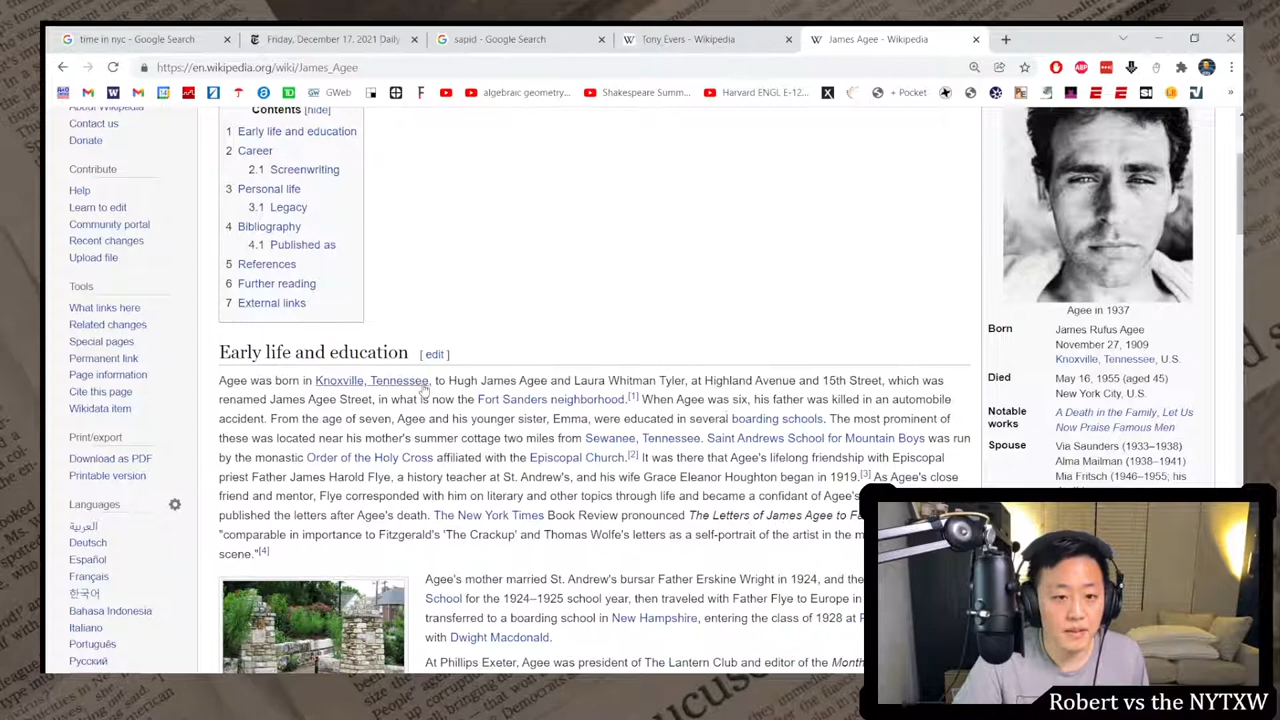 time in nyc - Google Search
Friday, December 17, 2021 Daily
sapid - Google Search
Tony Evers - Wikipedia
James Agee - Wikipedia
https://en.wikipedia.org/wiki/James_Agee
GWeb
algebraic geometry...
Shakespeare Summ...
Harvard ENGL E-12...
+ Pocket
About Wikipedia
Contact us
Donate
Contribute
Help
Learn to edit
Community portal
Recent changes
Upload file
Tools
What links here
Related changes
Special pages
Permanent link
Page information
Cite this page
Wikidata item
Print/export
Download as PDF
Printable version
Languages
العربية
Deutsch
Español
Français
한국어
Bahasa Indonesia
Italiano
Português
Русский
Contents [hide]
1 Early life and education
2 Career
2.1 Screenwriting
3 Personal life
3.1 Legacy
4 Bibliography
4.1 Published as
5 References
6 Further reading
7 External links
Early life and education [ edit ]
Agee was born in Knoxville, Tennessee, to Hugh James Agee and Laura Whitman Tyler, at Highland Avenue and 15th Street, which was
renamed James Agee Street, in what is now the Fort Sanders neighborhood.[1] When Agee was six, his father was killed in an automobile
accident. From the age of seven, Agee and his younger sister, Emma, were educated in several boarding schools. The most prominent of
these was located near his mother's summer cottage two miles from Sewanee, Tennessee. Saint Andrews School for Mountain Boys was run
by the monastic Order of the Holy Cross affiliated with the Episcopal Church.[2] It was there that Agee's lifelong friendship with Episcopal
priest Father James Harold Flye, a history teacher at St. Andrew's, and his wife Grace Eleanor Houghton began in 1919.[3] As Agee's close
friend and mentor, Flye corresponded with him on literary and other topics through life and became a confidant of Agee's
published the letters after Agee's death. The New York Times Book Review pronounced The Letters of James Agee to
"comparable in importance to Fitzgerald's 'The Crackup' and Thomas Wolfe's letters as a self-portrait of the artist in the
scene."[4]
Agee's mother married St. Andrew's bursar Father Erskine Wright in 1924, and the
School for the 1924–1925 school year, then traveled with Father Flye to Europe in
transferred to a boarding school in New Hampshire, entering the class of 1928 at
with Dwight Macdonald.
At Phillips Exeter, Agee was president of The Lantern Club and editor of the
Agee in 1937
Born
James Rufus Agee
November 27, 1909
Knoxville, Tennessee, U.S.
Died
May 16, 1955 (aged 45)
New York City, U.S.
Notable works
A Death in the Family, Let Us
Now Praise Famous Men
Spouse
Via Saunders (1933–1938)
Alma Mailman (1938–1941)
Mia Fritsch (1946–1955; his
Robert vs the NYTXW